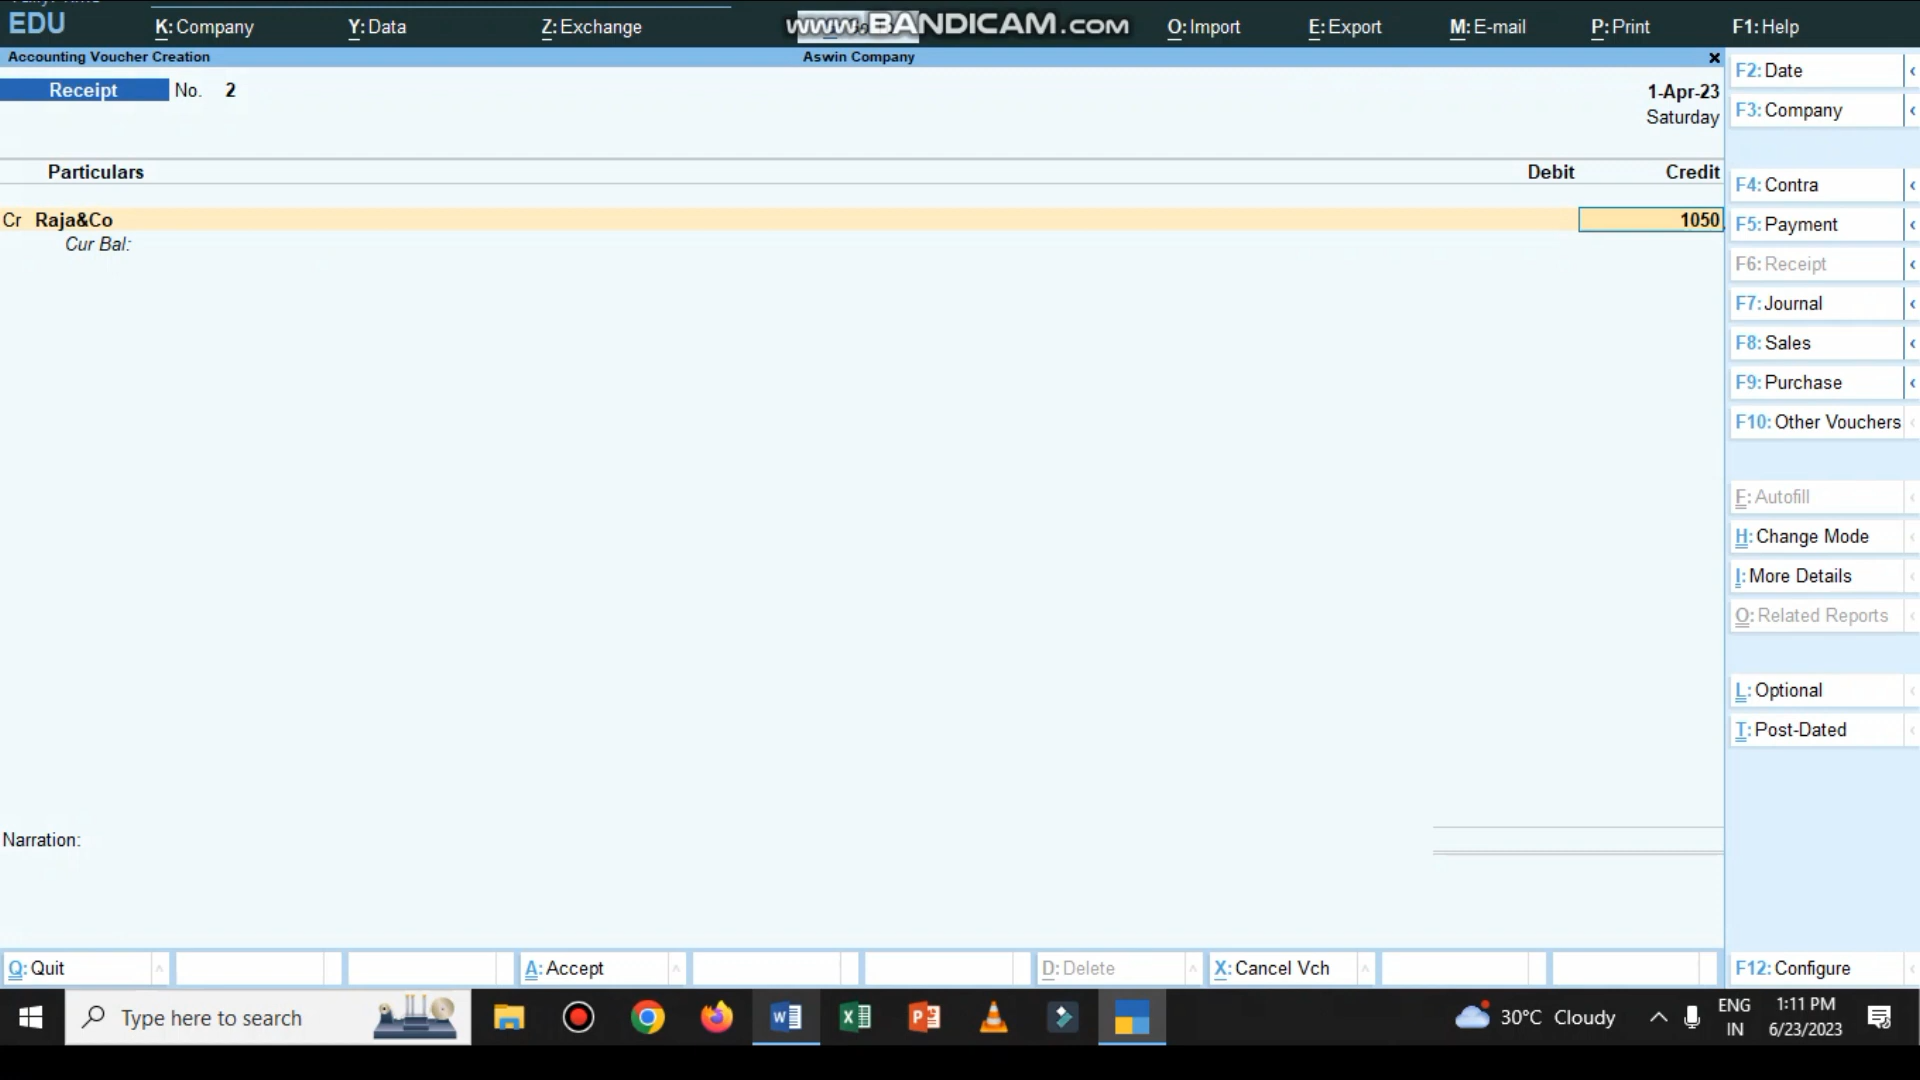 EDU K: Company Y: Data Z: Exchange www.BANDICAM.com O: Import E: Export M: E-mail P: Print F1: Help
Accounting Voucher Creation Aswin Company
Receipt No. 2 1-Apr-23
Saturday
Particulars Debit Credit
Cr Raja&Co 1050
Cur Bal:
Narration:
F2: Date
F3: Company
F4: Contra
F5: Payment
F6: Receipt
F7: Journal
F8: Sales
F9: Purchase
F10: Other Vouchers
F: Autofill
H: Change Mode
I: More Details
O: Related Reports
L: Optional
T: Post-Dated
Q: Quit A: Accept D: Delete X: Cancel Vch F12: Configure
Type here to search 30°C Cloudy ENG 1:11 PM
IN 6/23/2023